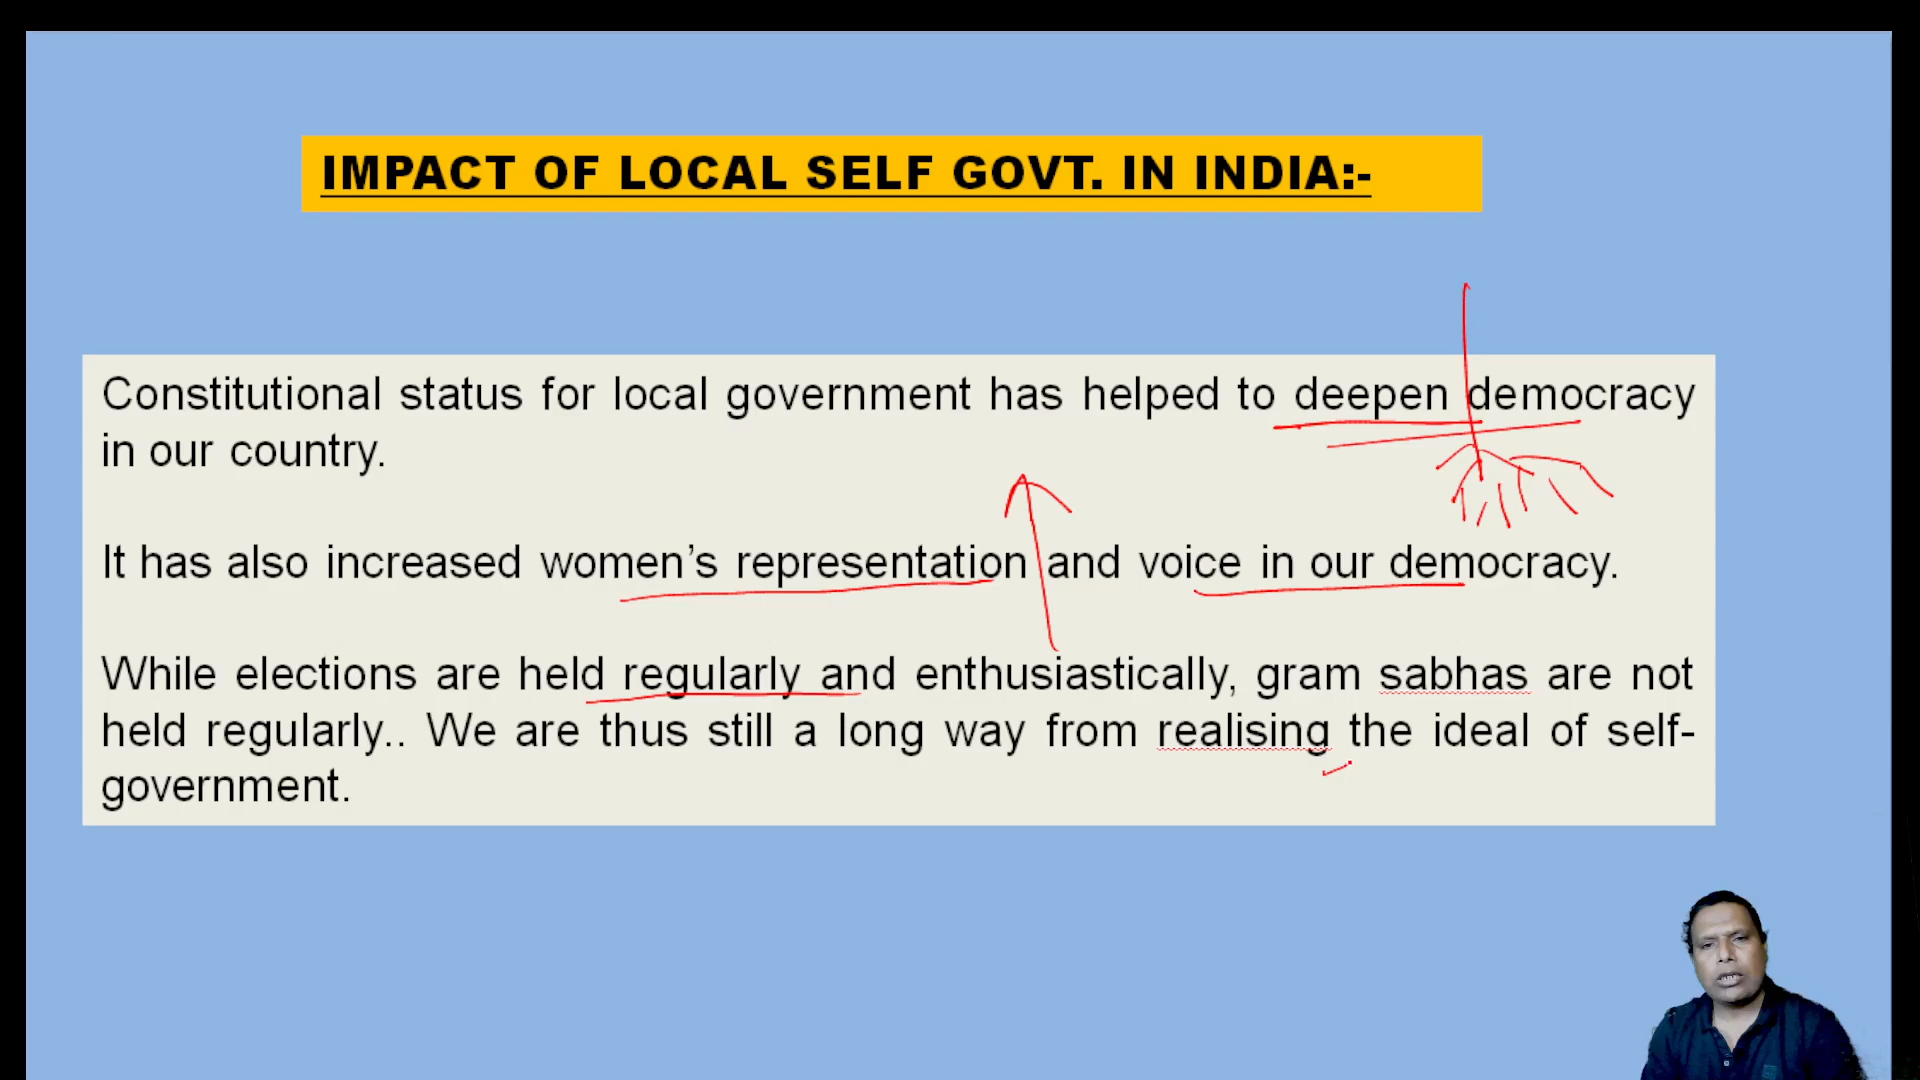 IMPACT OF LOCAL SELF GOVT. IN INDIA:-
Constitutional status for local government has helped to deepen democracy
in our country.
It has also increased women’s representation and voice in our democracy.
While elections are held regularly and enthusiastically, gram sabhas are not
held regularly.. We are thus still a long way from realising the ideal of self-
government.